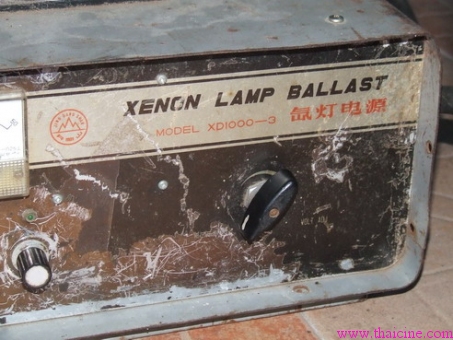 XENON LAMP BALLAST
MODEL XD1000-3 氙灯电源
www.thaicine.com